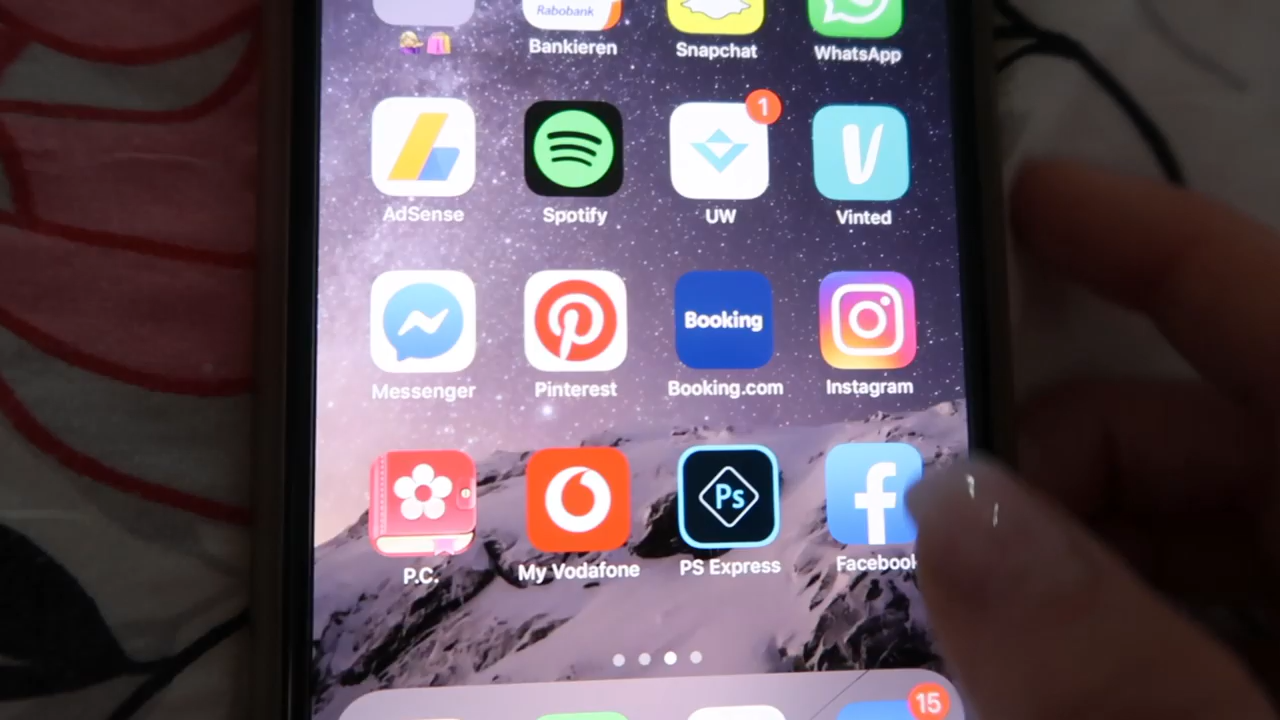 Rabobank
Bankieren
Snapchat
WhatsApp
1
AdSense
Spotify
UW
Vinted
Booking
Messenger
Pinterest
Booking.com
Instagram
Ps
P.C.
My Vodafone
PS Express
Facebook
15